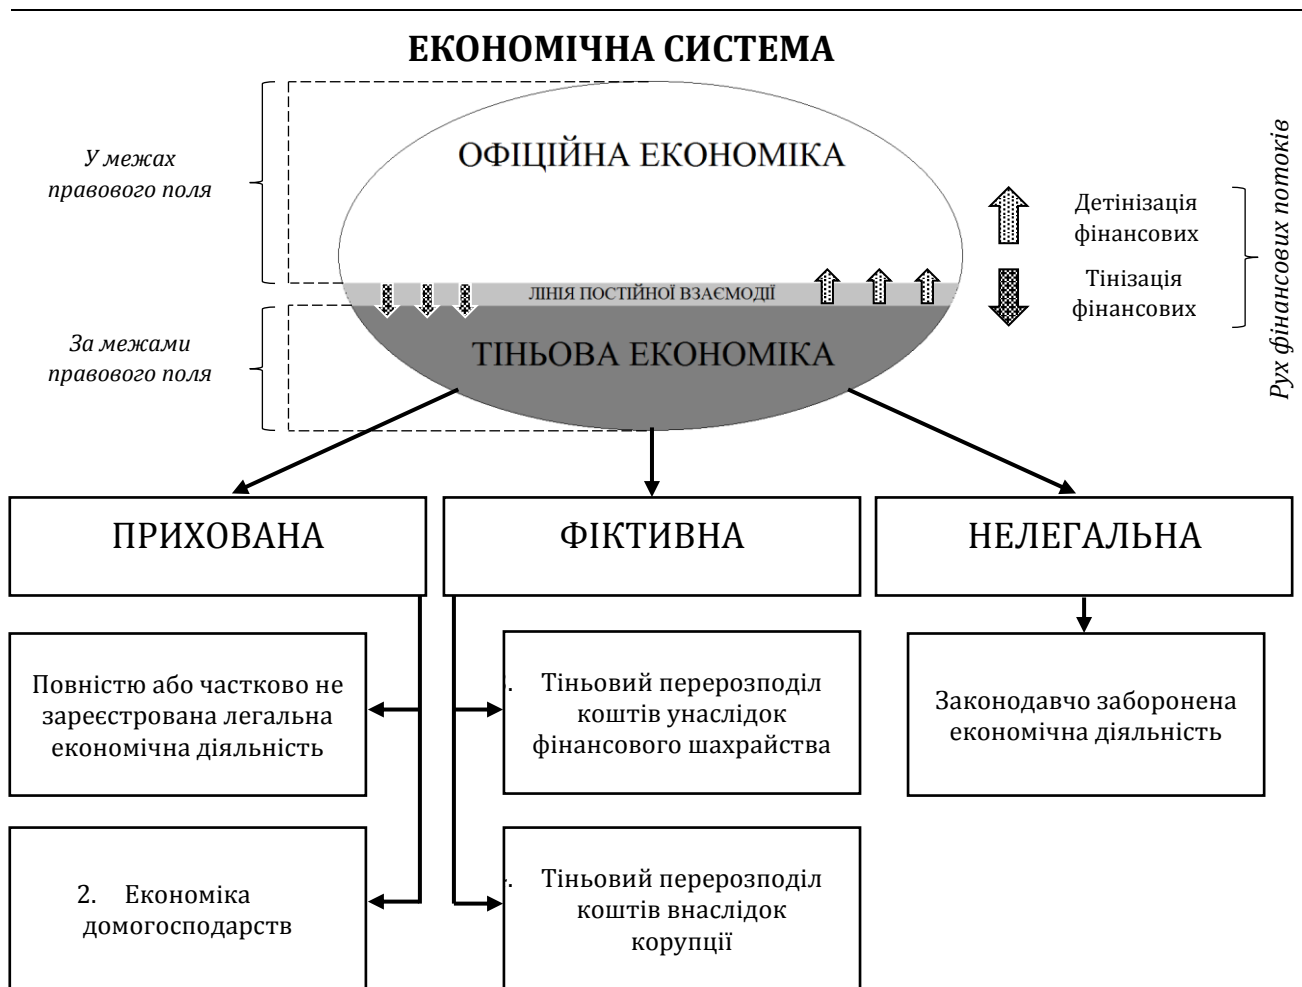 ЕКОНОМІЧНА СИСТЕМА
У межах
правового поля
ОФІЦІЙНА ЕКОНОМІКА
Детінізація
фінансових
Тінізація
фінансових
Рух фінансових потоків
ЛІНІЯ ПОСТІЙНОЇ ВЗАЄМОДІЇ
За межами
правового поля
ТІНЬОВА ЕКОНОМІКА
ПРИХОВАНА
ФІКТИВНА
НЕЛЕГАЛЬНА
Повністю або частково не
зареєстрована легальна
економічна діяльність
Тіньовий перерозподіл
коштів унаслідок
фінансового шахрайства
Законодавчо заборонена
економічна діяльність
2. Економіка
домогосподарств
Тіньовий перерозподіл
коштів внаслідок
корупції